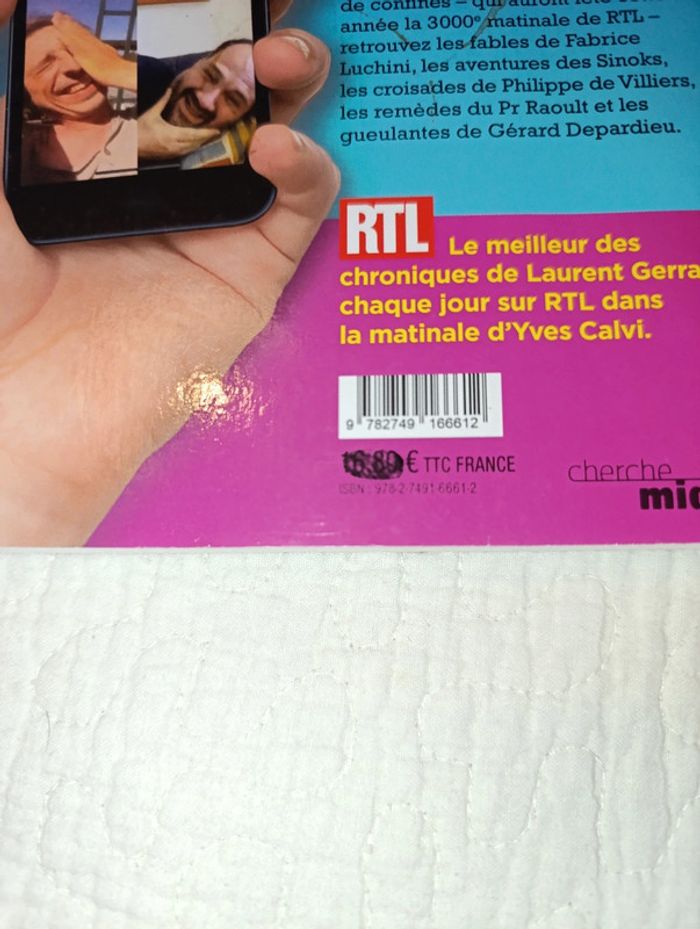 année la 3000e matinale de RTL –
retrouvez les fables de Fabrice
Luchini, les aventures des Sinoks,
les croisades de Philippe de Villiers,
les remèdes du Pr Raoult et les
gueulantes de Gérard Depardieu.
RTL Le meilleur des
chroniques de Laurent Gerra
chaque jour sur RTL dans
la matinale d'Yves Calvi.
9 782749 166612
€ TTC FRANCE
ISBN : 978-2-7491-6661-2
cherche